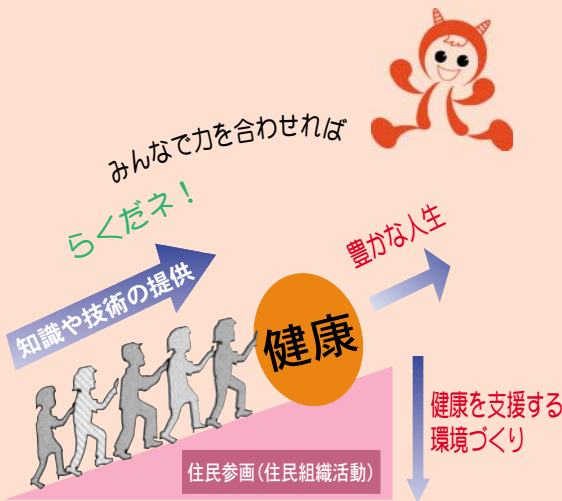 みんなで力を合わせれば
らくだネ！
知識や技術の提供
健康
豊かな人生
健康を支援する
環境づくり
住民参画(住民組織活動)